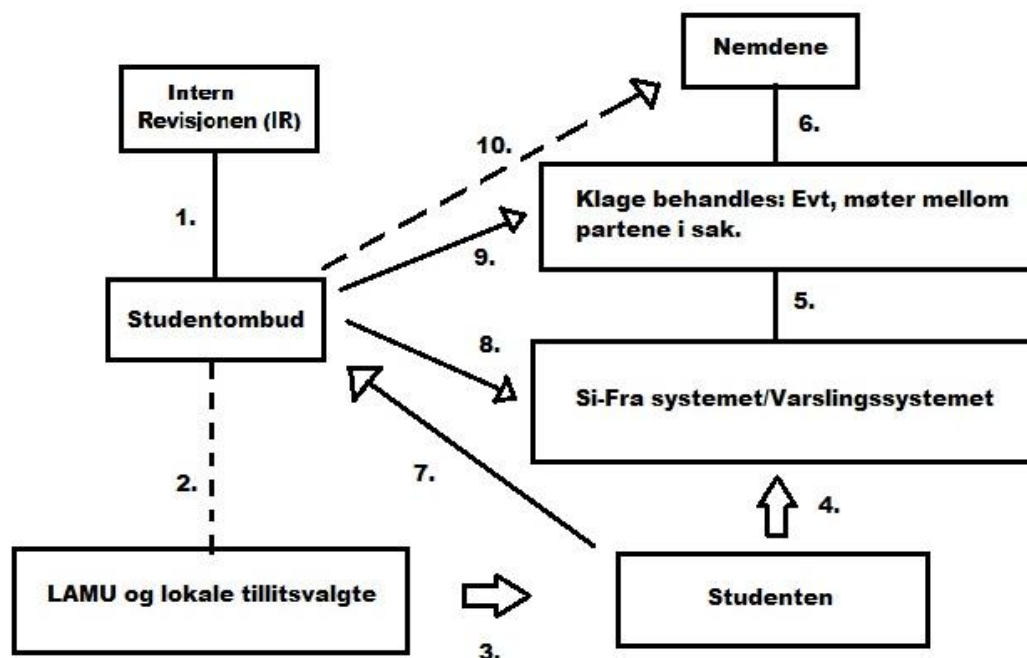 Nemdene
Intern
Revisjonen (IR)
6.
10.
1.
Klage behandles: Evt, møter mellom
partene i sak.
9.
Studentombud
5.
8.
Si-Fra systemet/Varslingssystemet
7.
2.
4.
LAMU og lokale tillitsvalgte
Studenten
3.